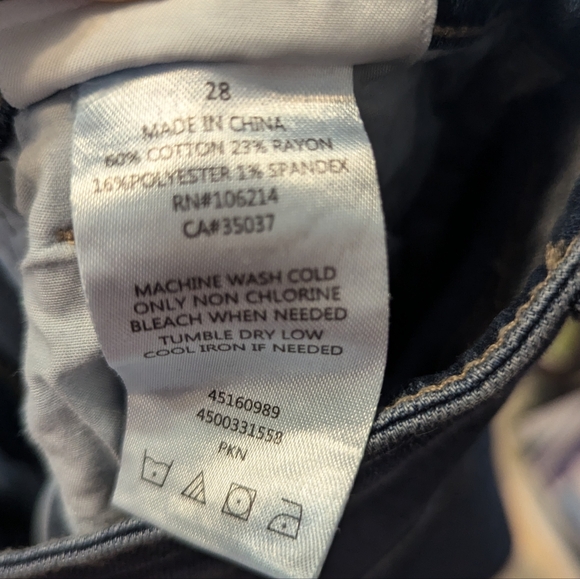 28
MADE IN CHINA
60% COTTON 23% RAYON
16%POLYESTER 1% SPANDEX
RN#106214
CA#35037
MACHINE WASH COLD
ONLY NON CHLORINE
BLEACH WHEN NEEDED
TUMBLE DRY LOW
COOL IRON IF NEEDED
45160989
4500331558
PKN